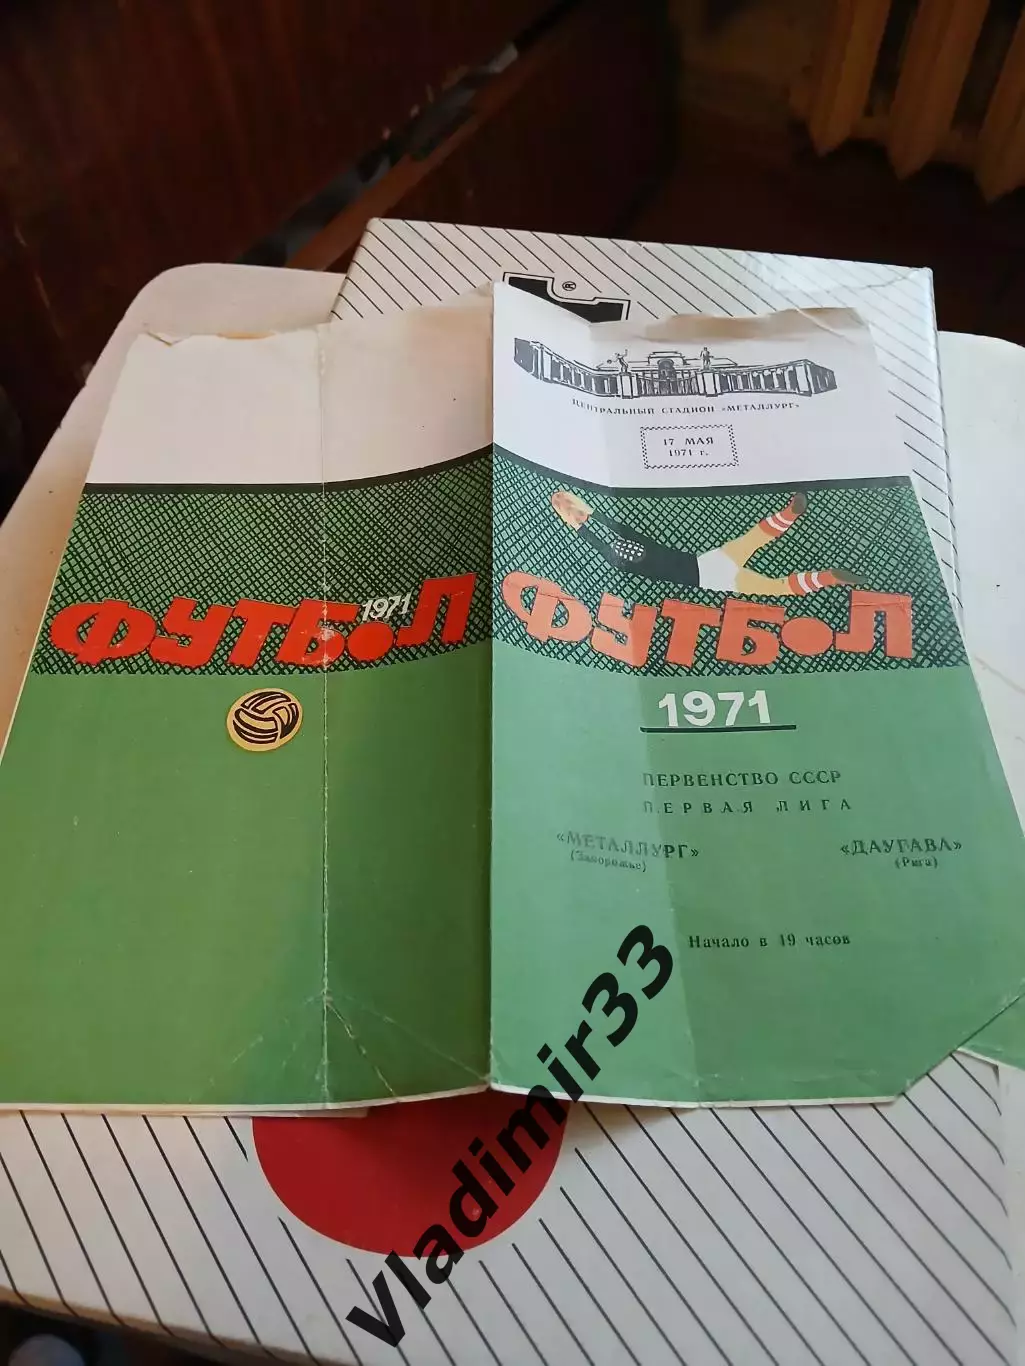 ЦЕНТРАЛЬНЫЙ СТАДИОН «МЕТАЛЛУРГ»
17 МАЯ
1971 г.
ФУТБОЛ
1971
ФУТБОЛ
1971
ПЕРВЕНСТВО СССР
ПЕРВАЯ ЛИГА
«МЕТАЛЛУРГ» «ДАУГАВА»
(Запорожье) (Рига)
Начало в 19 часов
vladimir33
®